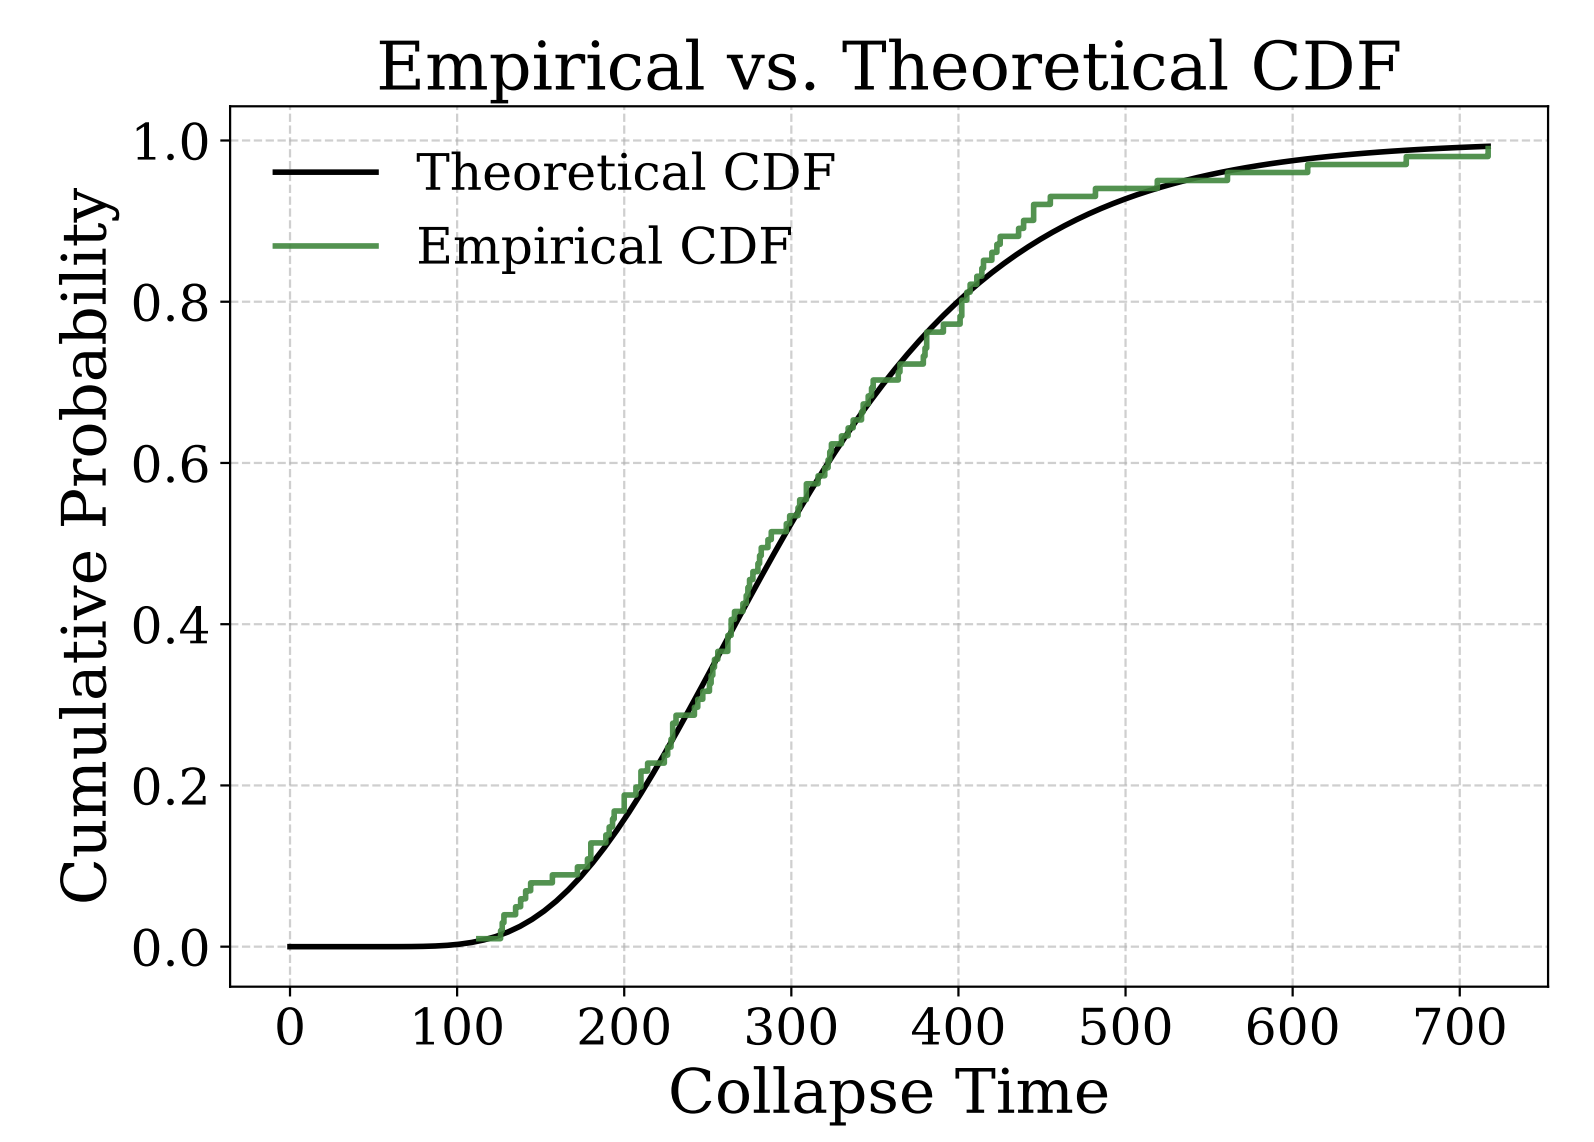 Empirical vs. Theoretical CDF
Theoretical CDF
Empirical CDF
Cumulative Probability
1.0
0.8
0.6
0.4
0.2
0.0
0 100 200 300 400 500 600 700
Collapse Time